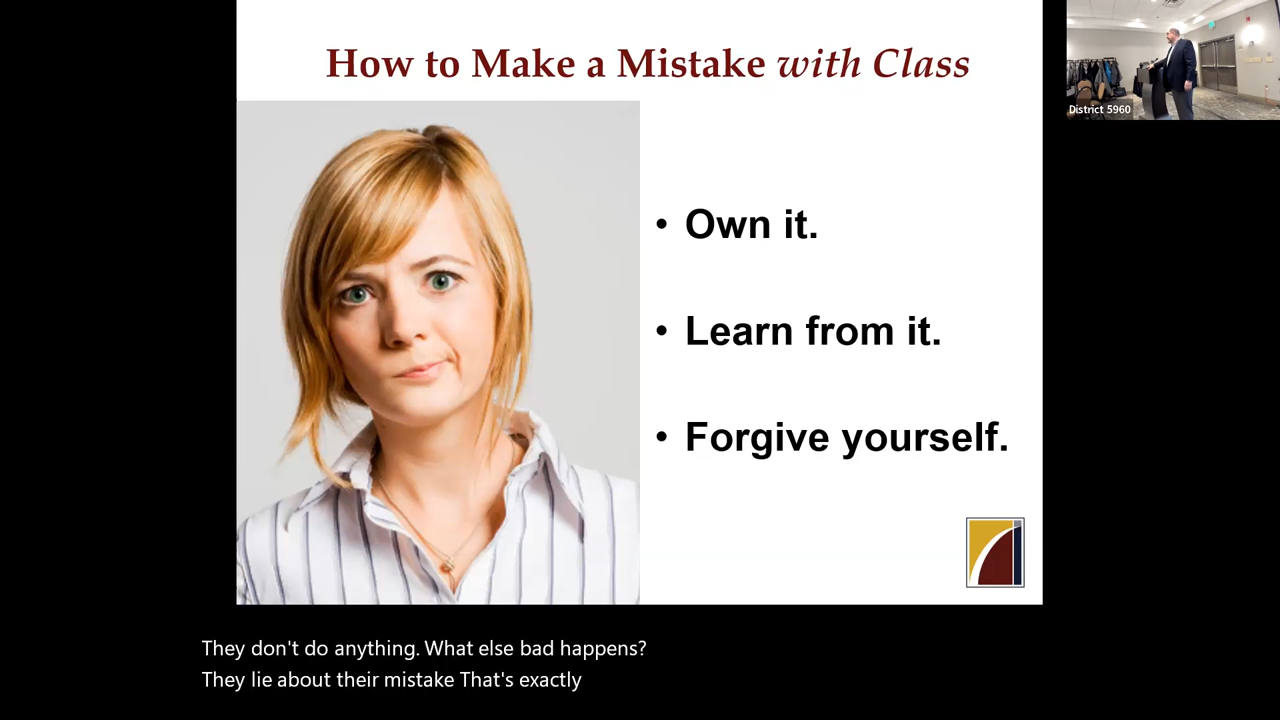 How to Make a Mistake with Class
District 5960
• Own it.
• Learn from it.
• Forgive yourself.
They don't do anything. What else bad happens?
They lie about their mistake That's exactly